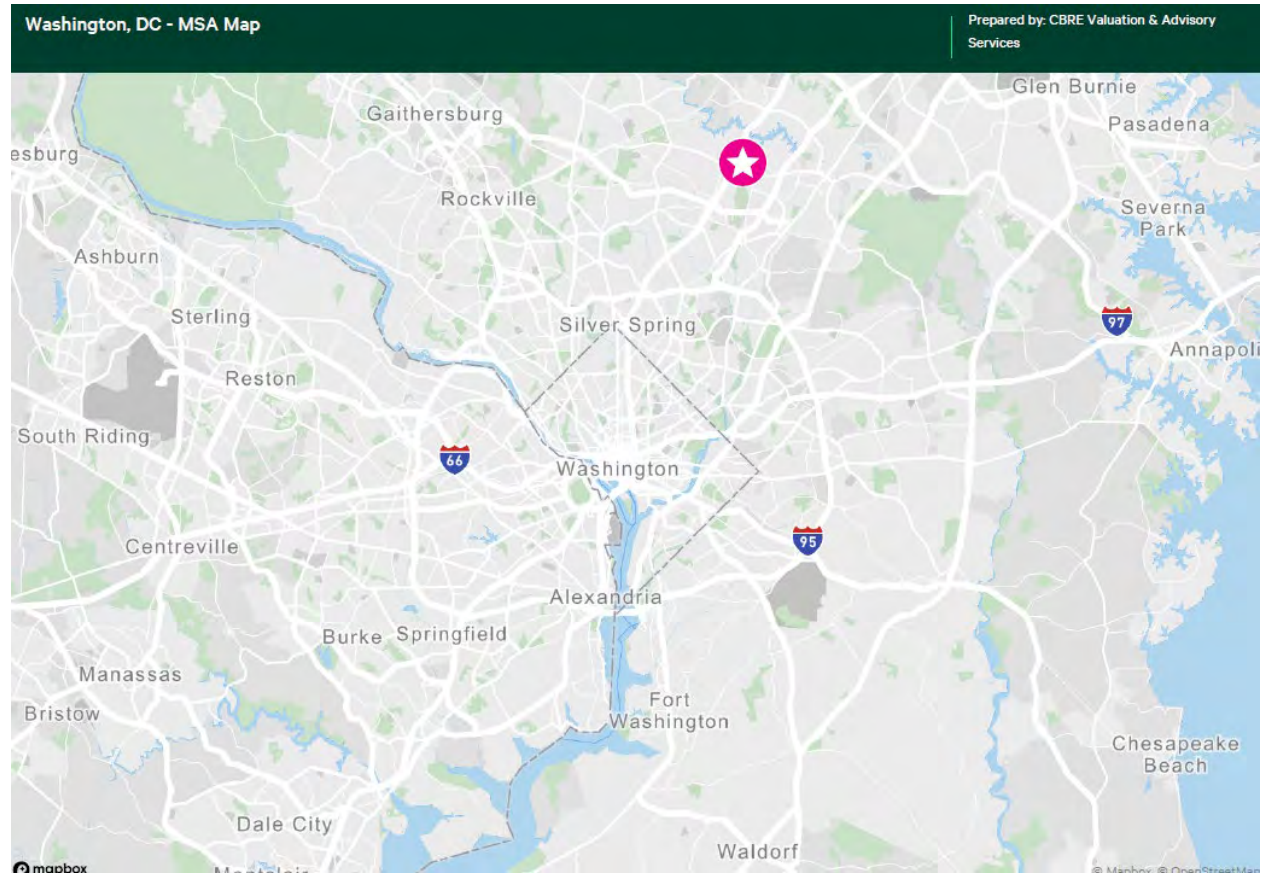 Washington, DC - MSA Map
Prepared by: CBRE Valuation & Advisory
Services
Glen Burnie
Gaithersburg
Pasadena
esburg
Rockville
Severna
Park
Ashburn
Sterling
Silver Spring
97
Annapoli
Reston
South Riding
66
Washington
95
Centreville
Alexandria
Burke
Springfield
Manassas
Fort
Washington
Bristow
Chesapeake
Beach
Dale City
Waldorf
mapbox
© Mapbox, © OpenStreetMap